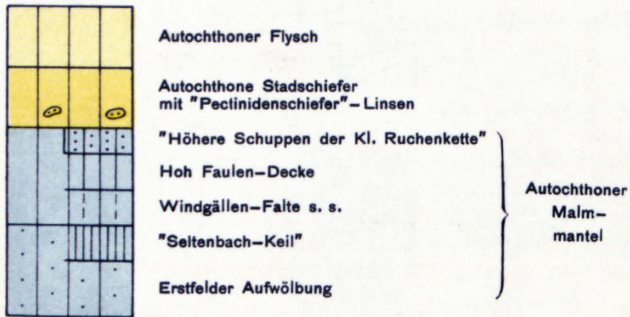 Autochthoner Flysch
Autochthone Stadschiefer
mit "Pectinidenschiefer"-Linsen
"Höhere Schuppen der Kl. Ruchenkette"
Hoh Faulen-Decke
Windgällen-Falte s. s.
"Seltenbach-Keil"
Erstfelder Aufwölbung
Autochthoner
Malm-
mantel